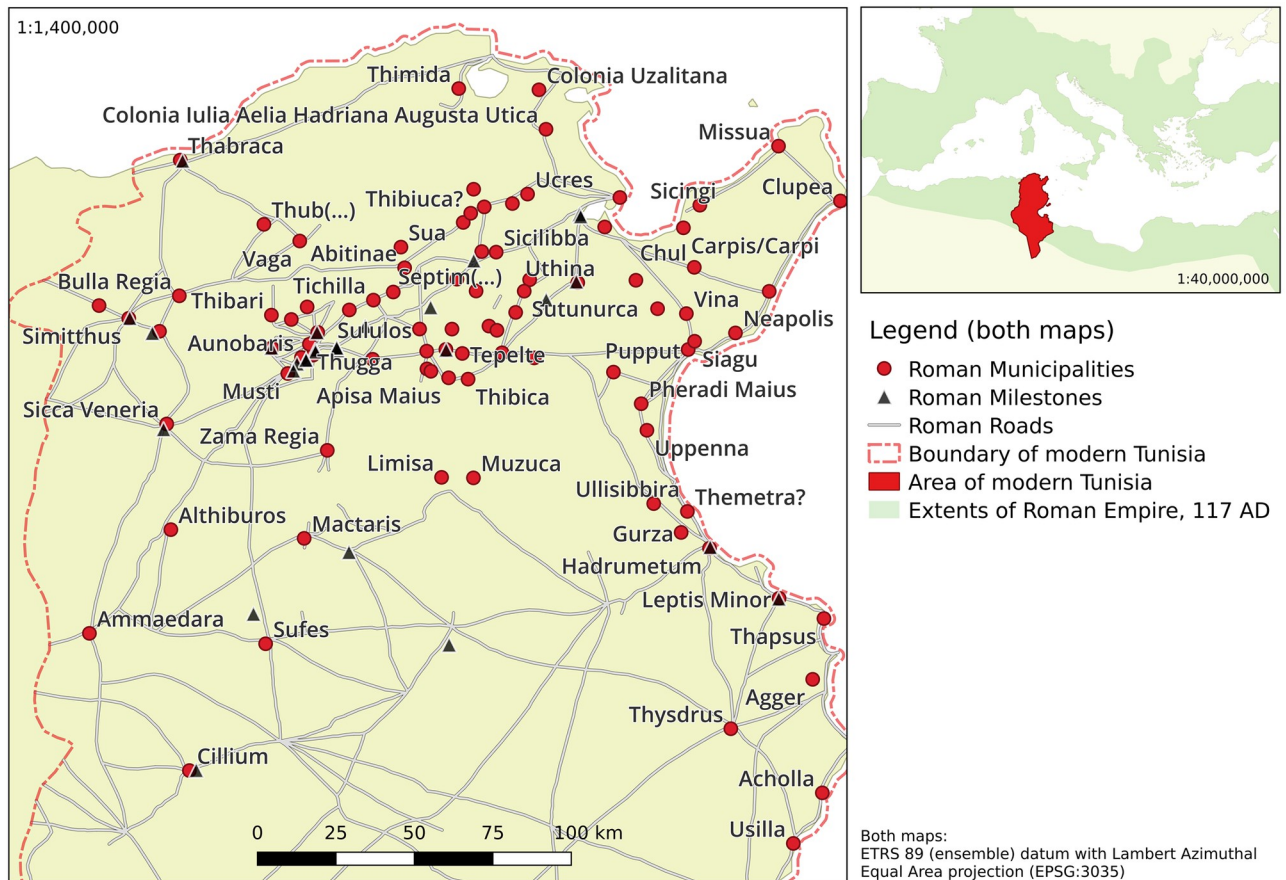 1:1,400,000
Thimida
Colonia Uzalitana
Colonia Iulia Aelia Hadriana Augusta Utica
Thabraca
Missua
Ucres
Sicingi
Clupea
Thibiuca?
Thub(...)
Sua
Sicilibba
Abitinae
Vaga
Chul
Carpis/Carpi
Septim(...)
Uthina
Bulla Regia
Tichilla
Thibari
Vina
Sutunurca
Neapolis
Simitthus
Sululos
Aunobaris
Thugga
Tepelte
Pupput
Siagu
Musti
Apisa Maius
Thibica
Pheradi Maius
Sicca Veneria
Zama Regia
Uppenna
Limisa
Muzuca
Ullisibbira
Themetra?
Althiburos
Mactaris
Gurza
Hadrumetum
Leptis Minor
Ammaedara
Sufes
Thapsus
Agger
Thysdrus
Cillium
Acholla
Usilla
0 25 50 75 100 km
1:40,000,000
Legend (both maps)
Roman Municipalities
Roman Milestones
Roman Roads
Boundary of modern Tunisia
Area of modern Tunisia
Extents of Roman Empire, 117 AD
Both maps:
ETRS 89 (ensemble) datum with Lambert Azimuthal
Equal Area projection (EPSG:3035)